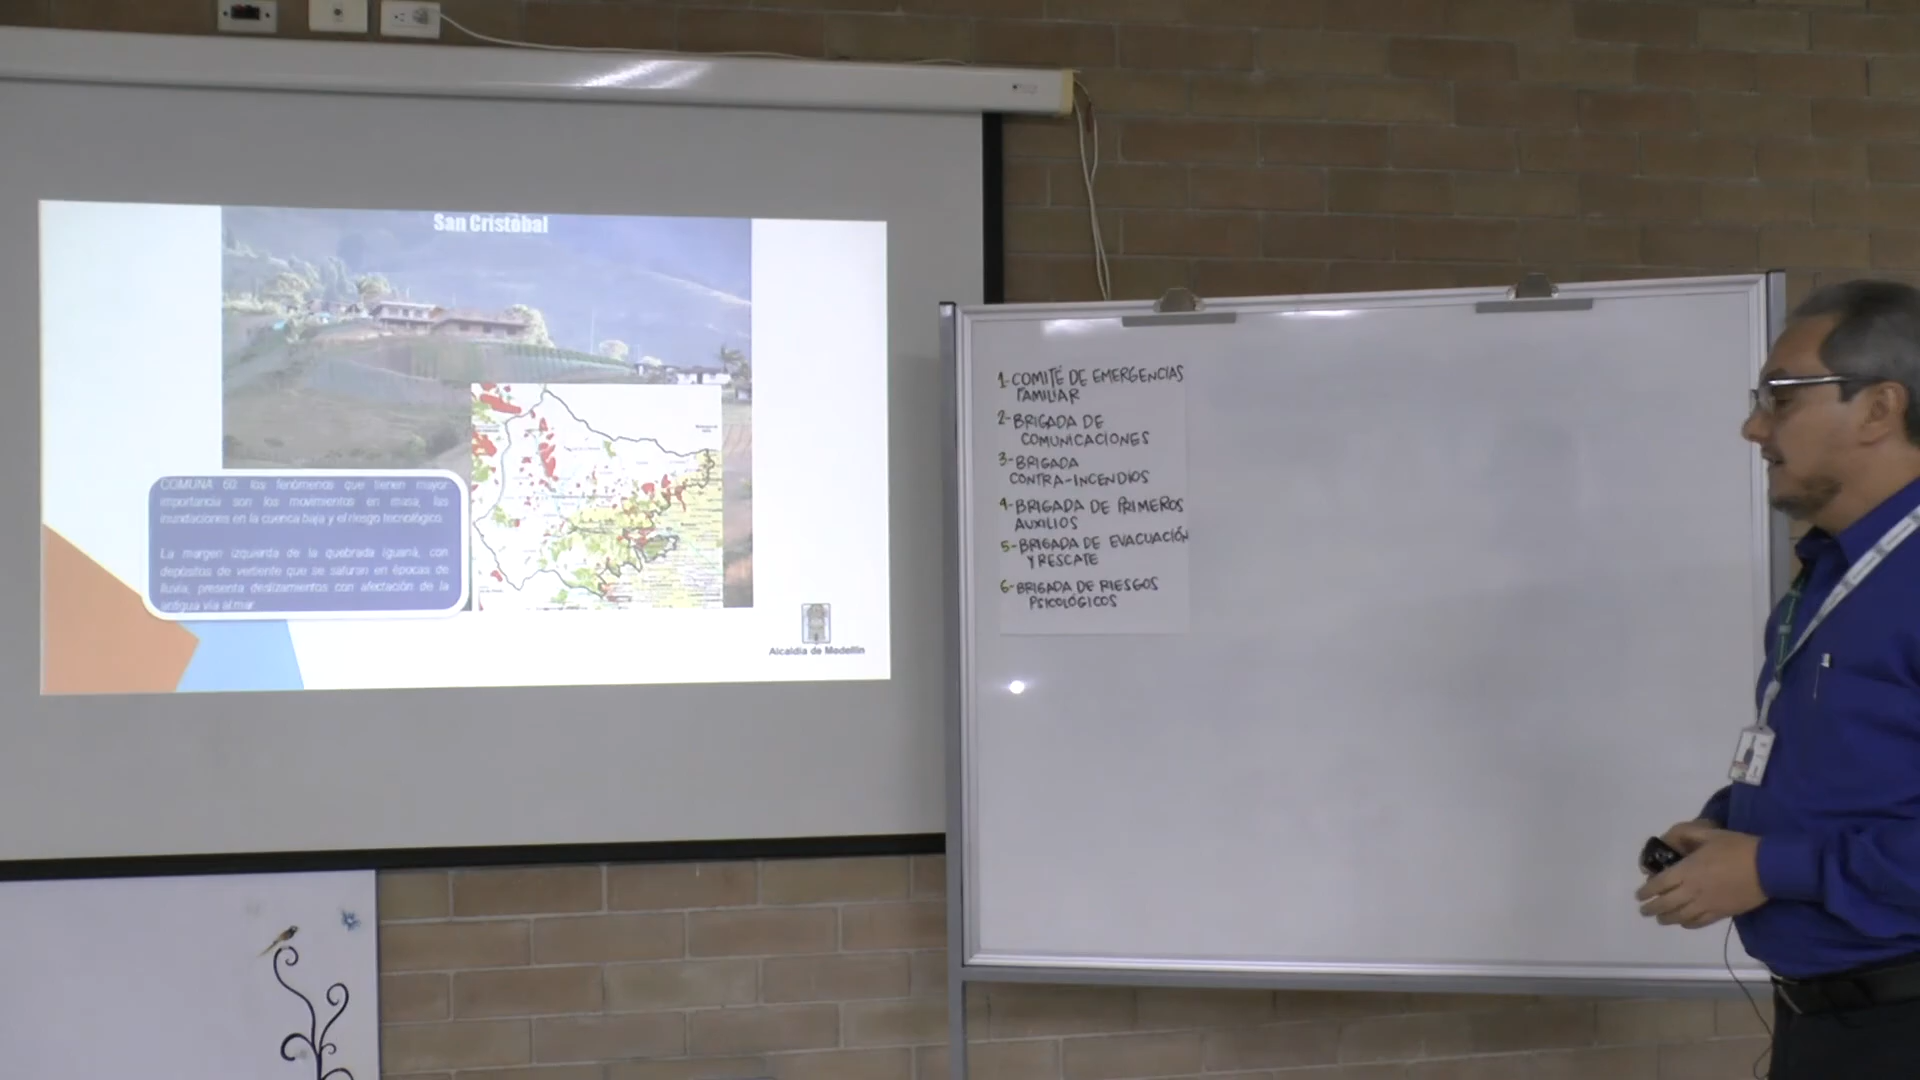 San Cristóbal
COMUNA 60: los fenómenos que tienen mayor
importancia son los movimientos en masa, las
inundaciones en la cuenca baja y el riesgo tecnológico.
La margen izquierda de la quebrada Iguaná, con
depósitos de vertiente que se saturan en épocas de
lluvia, presenta deslizamientos con afectación de la
antigua vía al mar
Alcaldía de Medellín
1-COMITÉ DE EMERGENCIAS
FAMILIAR
2-BRIGADA DE
COMUNICACIONES
3-BRIGADA
CONTRA-INCENDIOS
4-BRIGADA DE PRIMEROS
AUXILIOS
5-BRIGADA DE EVACUACIÓN
Y RESCATE
6-BRIGADA DE RIESGOS
PSICOLÓGICOS